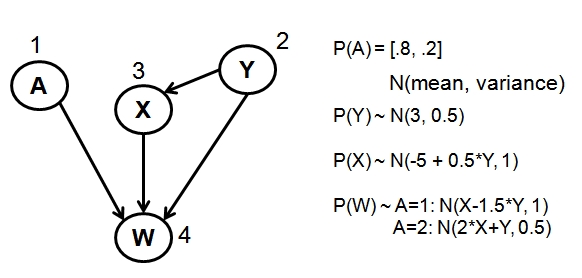 1
A
3
X
2
Y
W
4
P(A) = [.8, .2]
N(mean, variance)
P(Y) ~ N(3, 0.5)
P(X) ~ N(-5 + 0.5*Y, 1)
P(W) ~ A=1: N(X-1.5*Y, 1)
A=2: N(2*X+Y, 0.5)